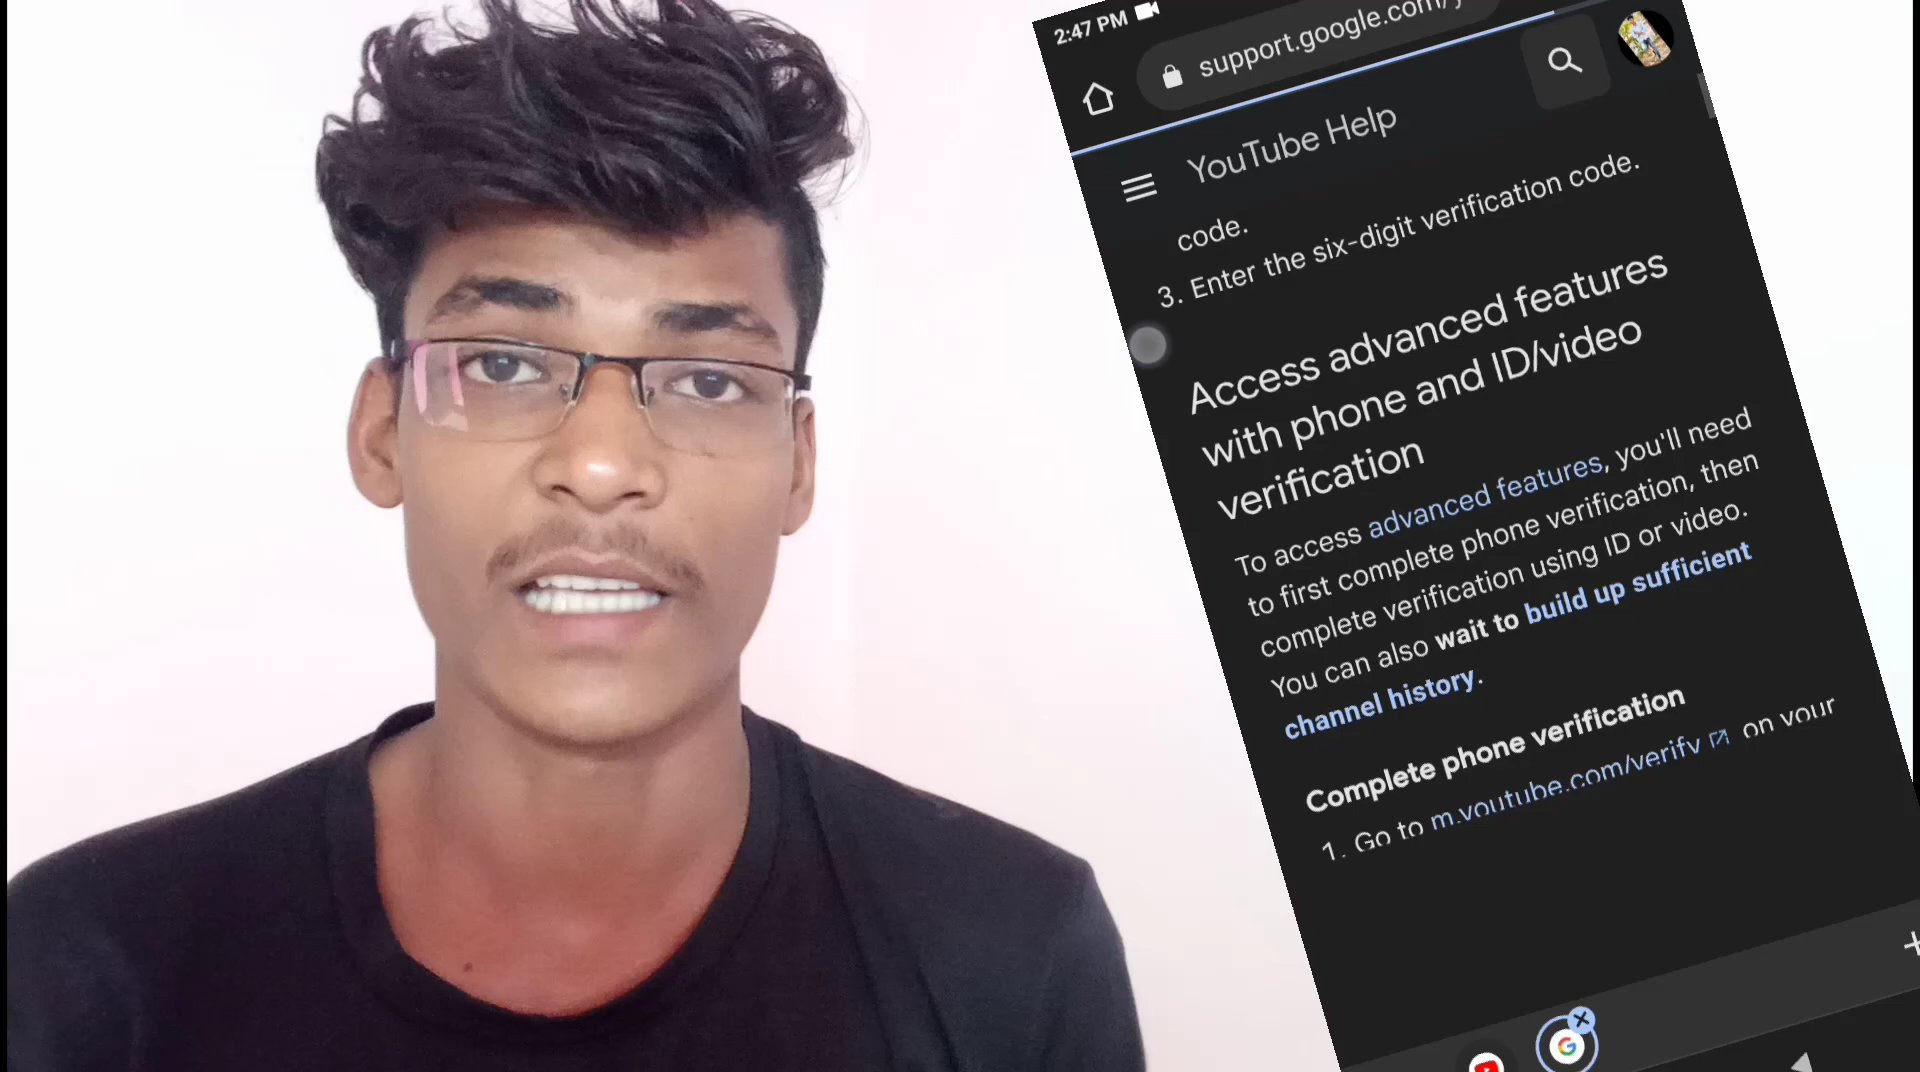 2:47 PM
support.google.com/y
YouTube Help
code.
3. Enter the six-digit verification code.
Access advanced features
with phone and ID/video
verification
To access advanced features, you'll need
to first complete phone verification, then
complete verification using ID or video.
You can also wait to build up sufficient
channel history.
Complete phone verification
1. Go to m.youtube.com/verify on your